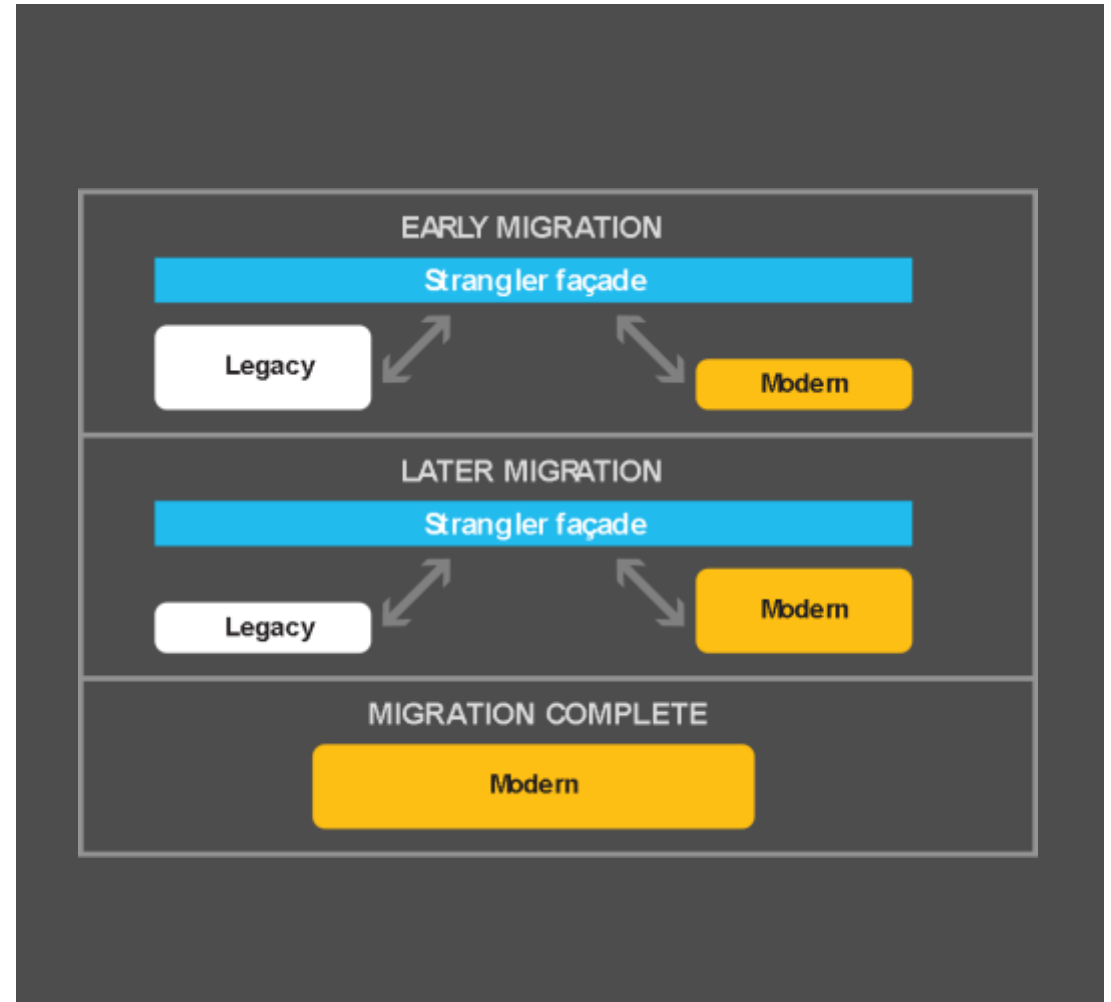 EARLY MIGRATION
Strangler façade
Legacy
Modern
LATER MIGRATION
Strangler façade
Legacy
Modern
MIGRATION COMPLETE
Modern